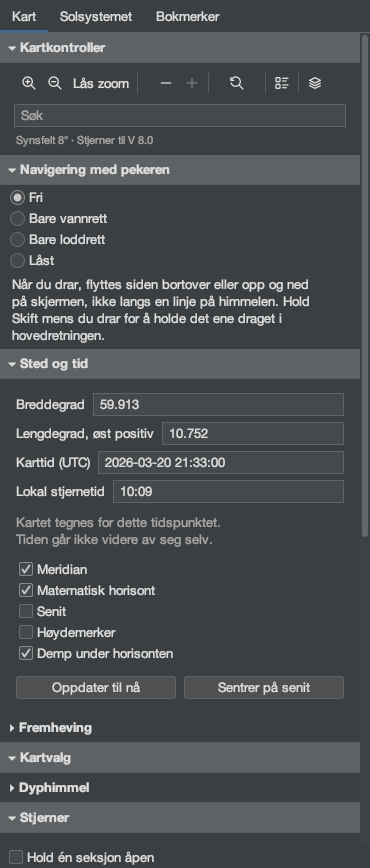 Kart Solsystemet Bokmerker
Kartkontroller
Lås zoom
Søk
Synsfelt 8° · Stjerner til V 8.0
Navigering med pekeren
Fri
Bare vannrett
Bare loddrett
Låst
Når du drar, flyttes siden bortover eller opp og ned
på skjermen, ikke langs en linje på himmelen. Hold
Skift mens du drar for å holde det ene draget i
hovedretningen.
Sted og tid
Breddegrad 59.913
Lengdegrad, øst positiv 10.752
Karttid (UTC) 2026-03-20 21:33:00
Lokal stjernetid 10:09
Kartet tegnes for dette tidspunktet.
Tiden går ikke videre av seg selv.
Meridian
Matematisk horisont
Senit
Høydemerker
Demp under horisonten
Oppdater til nå Sentrer på senit
Fremheving
Kartvalg
Dyphimmel
Stjerner
Hold én seksjon åpen